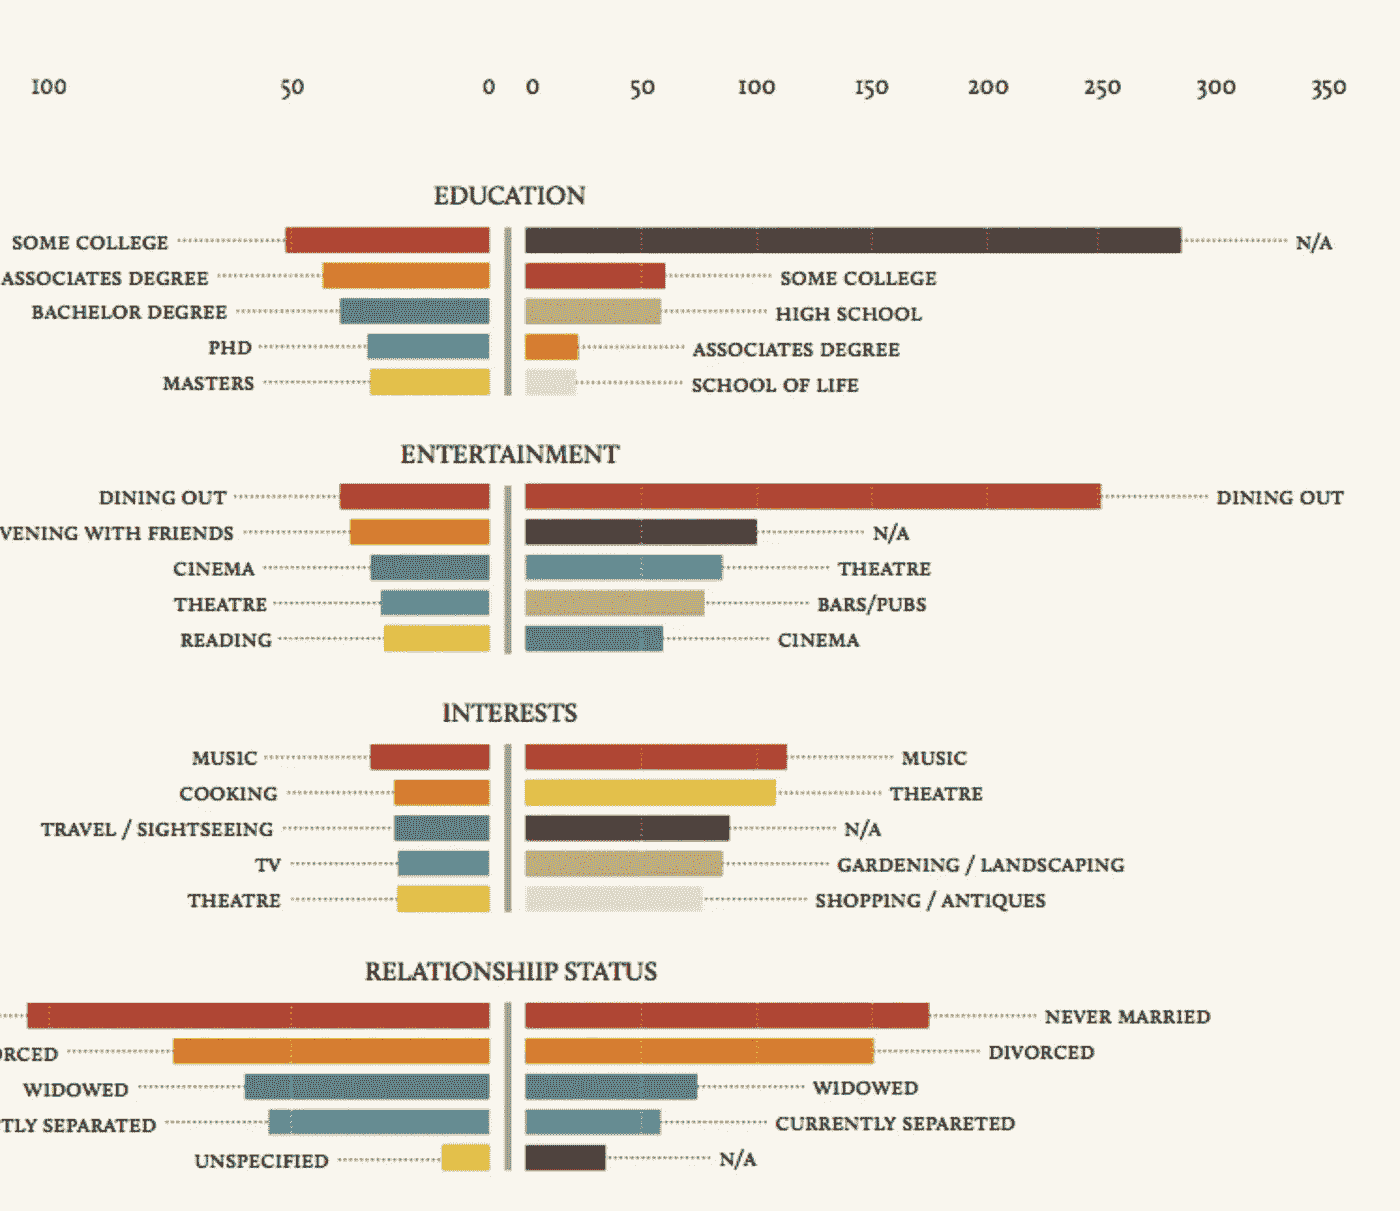 100 50 0 0 50 100 150 200 250 300 350
EDUCATION
SOME COLLEGE N/A
ASSOCIATES DEGREE SOME COLLEGE
BACHELOR DEGREE HIGH SCHOOL
PHD ASSOCIATES DEGREE
MASTERS SCHOOL OF LIFE
ENTERTAINMENT
DINING OUT DINING OUT
VENING WITH FRIENDS N/A
CINEMA THEATRE
THEATRE BARS/PUBS
READING CINEMA
INTERESTS
MUSIC MUSIC
COOKING THEATRE
TRAVEL / SIGHTSEEING N/A
TV GARDENING / LANDSCAPING
THEATRE SHOPPING / ANTIQUES
RELATIONSHIIP STATUS
NEVER MARRIED
ORCED DIVORCED
WIDOWED WIDOWED
TLY SEPARATED CURRENTLY SEPARETED
UNSPECIFIED N/A